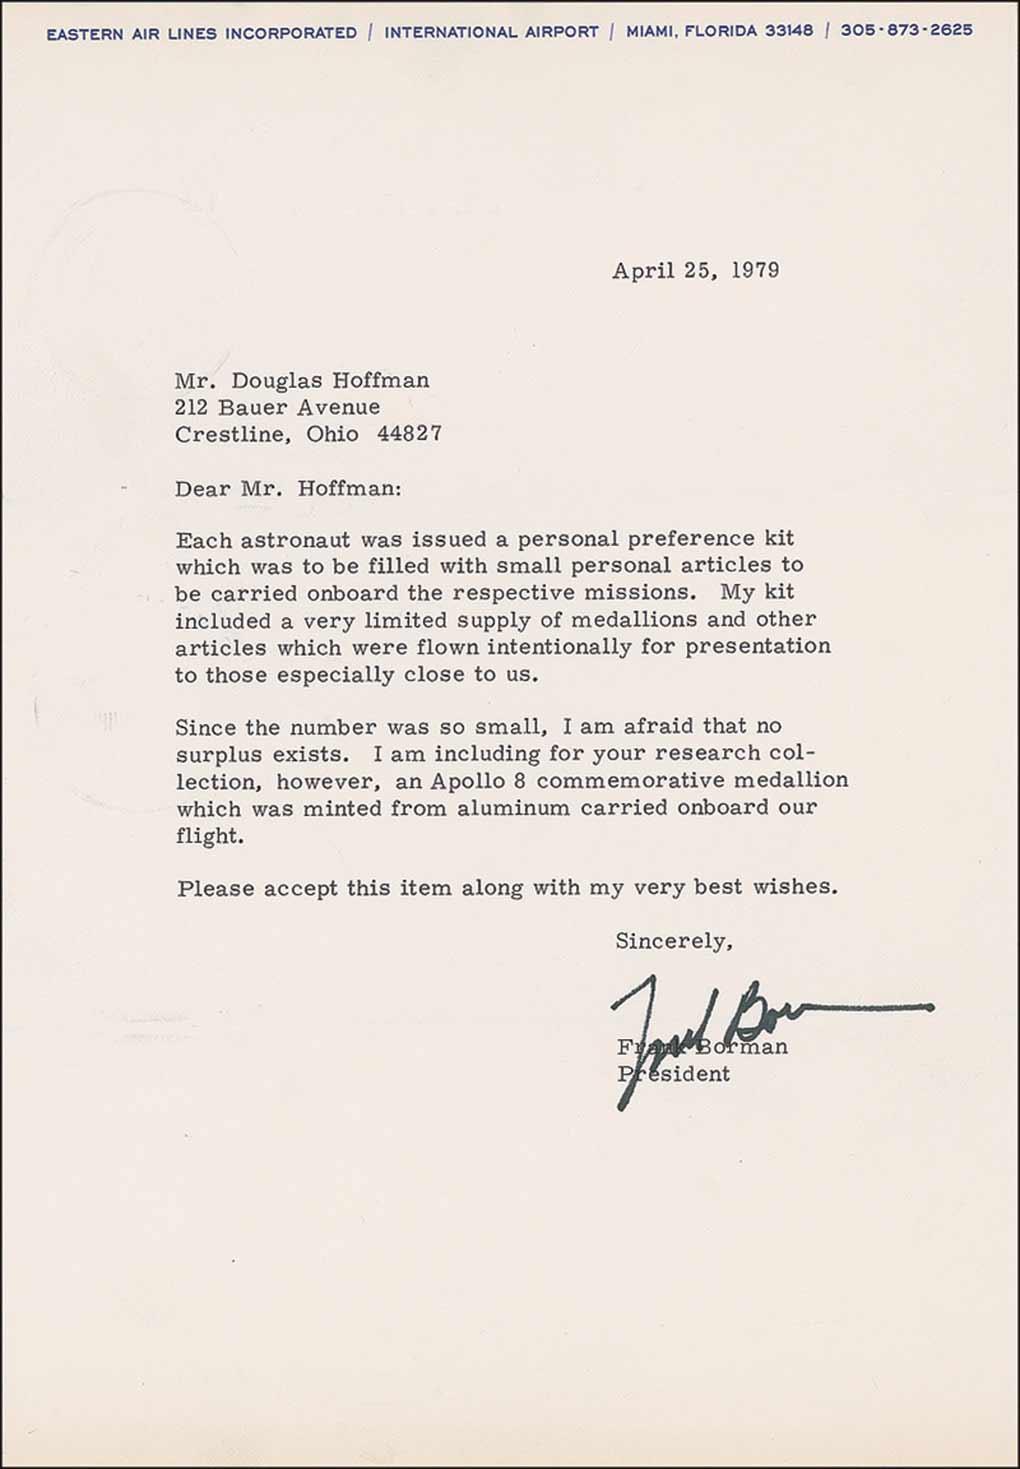 EASTERN AIR LINES INCORPORATED / INTERNATIONAL AIRPORT / MIAMI, FLORIDA 33148 / 305-873-2625
April 25, 1979
Mr. Douglas Hoffman
212 Bauer Avenue
Crestline, Ohio 44827
Dear Mr. Hoffman:
Each astronaut was issued a personal preference kit
which was to be filled with small personal articles to
be carried onboard the respective missions. My kit
included a very limited supply of medallions and other
articles which were flown intentionally for presentation
to those especially close to us.
Since the number was so small, I am afraid that no
surplus exists. I am including for your research col-
lection, however, an Apollo 8 commemorative medallion
which was minted from aluminum carried onboard our
flight.
Please accept this item along with my very best wishes.
Sincerely,
Frank Borman
Frank Borman
President